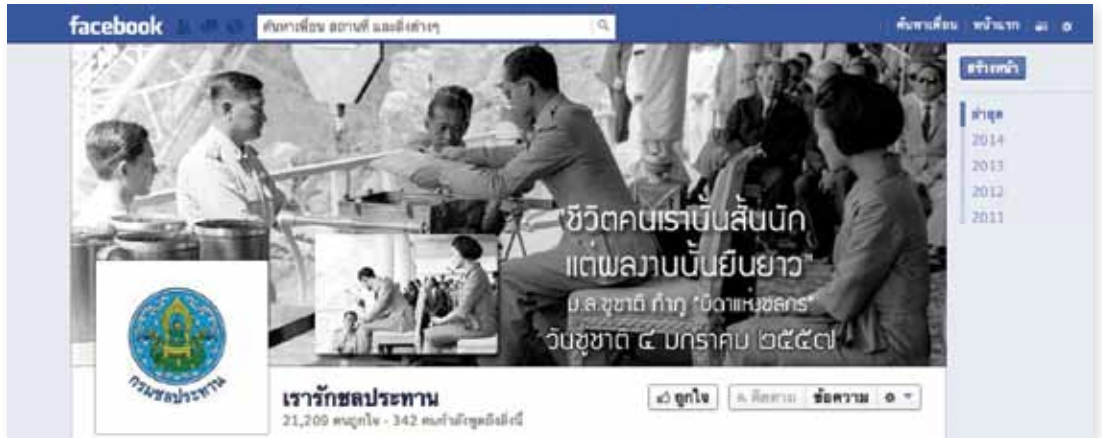 facebook
ค้นหาเพื่อน สถานที่ และสิ่งต่างๆ
ค้นหาเพื่อน หน้าแรก
สร้างหน้า
ล่าสุด
2014
2013
2012
2011
"ชีวิตคนเรานั้นสั้นนัก
แต่ผลงานนั้นยืนยาว"
ม.ล.ชูชาติ กำภู "บิดาแห่งชลกร"
วันชูชาติ ๔ มกราคม ๒๕๕๗
กรมชลประทาน
เรารักชลประทาน
21,209 คนถูกใจ - 342 คนกำลังพูดถึงสิ่งนี้
ถูกใจ ติดตาม ข้อความ